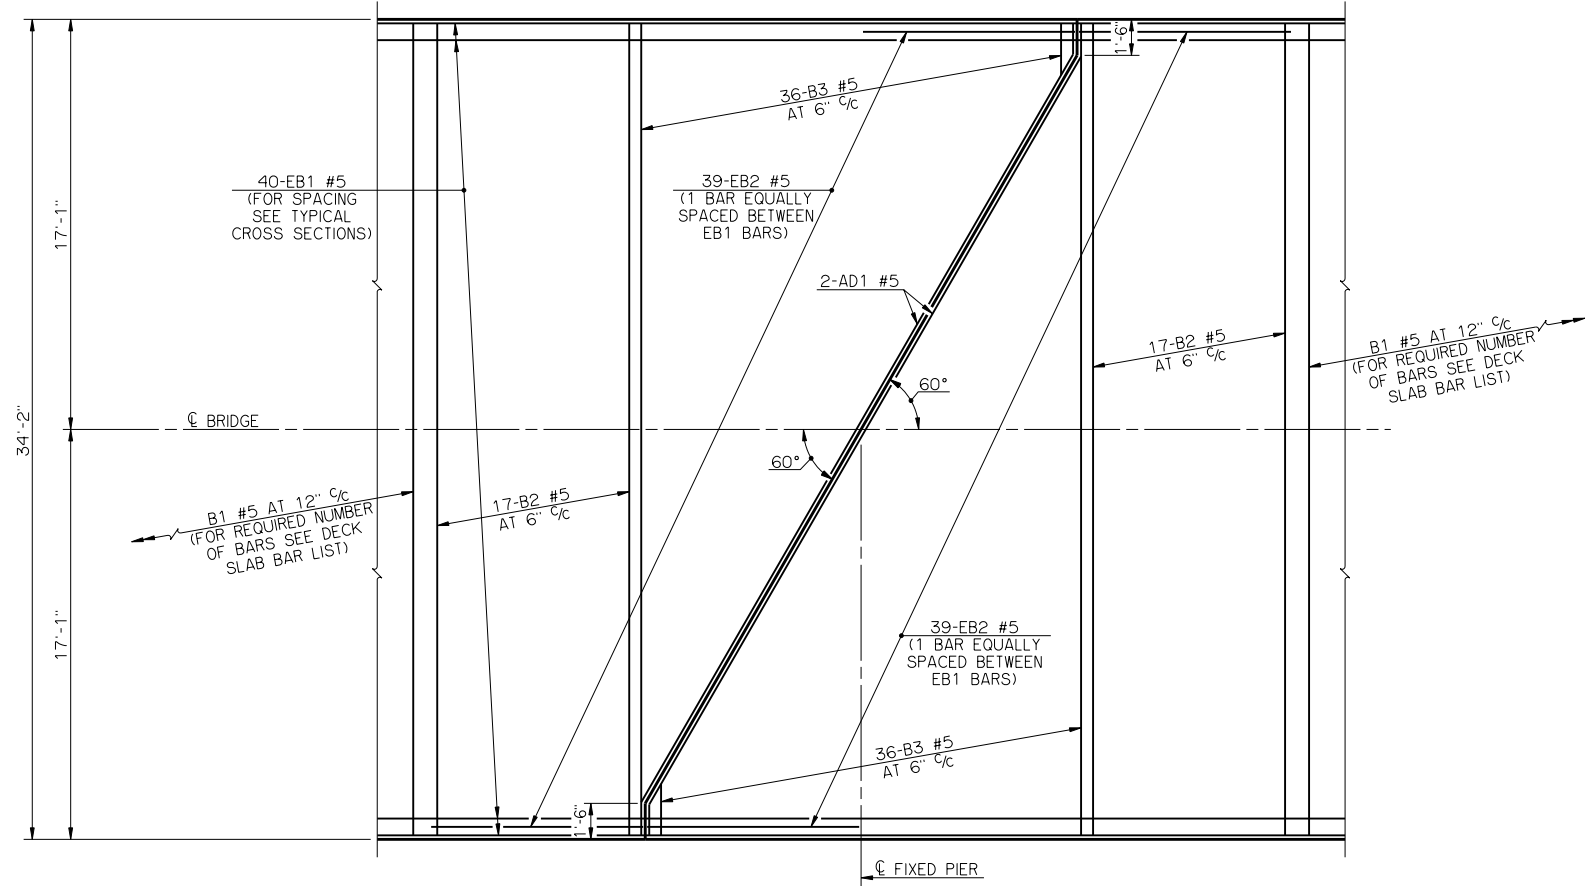 1'-6"
36-B3 #5
AT 6" C/C
40-EB1 #5
(FOR SPACING
SEE TYPICAL
CROSS SECTIONS)
39-EB2 #5
(1 BAR EQUALLY
SPACED BETWEEN
EB1 BARS)
17'-1"
2-AD1 #5
17-B2 #5
AT 6" C/C
B1 #5 AT 12" C/C
(FOR REQUIRED NUMBER
OF BARS SEE DECK
SLAB BAR LIST)
60°
34'-2"
℄ BRIDGE
60°
B1 #5 AT 12" C/C
(FOR REQUIRED NUMBER
OF BARS SEE DECK
SLAB BAR LIST)
17-B2 #5
AT 6" C/C
17'-1"
39-EB2 #5
(1 BAR EQUALLY
SPACED BETWEEN
EB1 BARS)
36-B3 #5
AT 6" C/C
1'-6"
℄ FIXED PIER